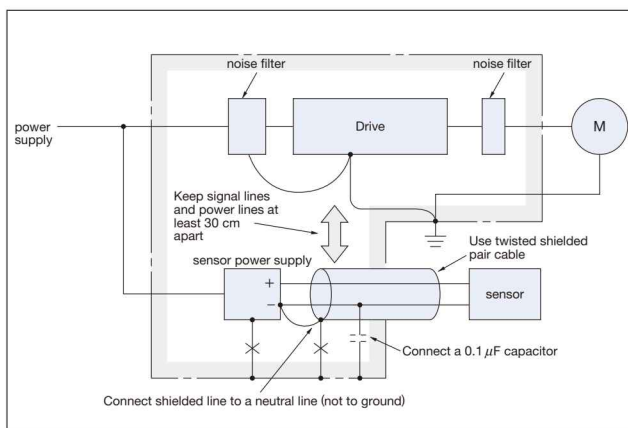 noise filter
noise filter
power
supply
Drive
M
Keep signal lines
and power lines at
least 30 cm
apart
Use twisted shielded
pair cable
sensor power supply
+
−
sensor
Connect a 0.1 µF capacitor
Connect shielded line to a neutral line (not to ground)